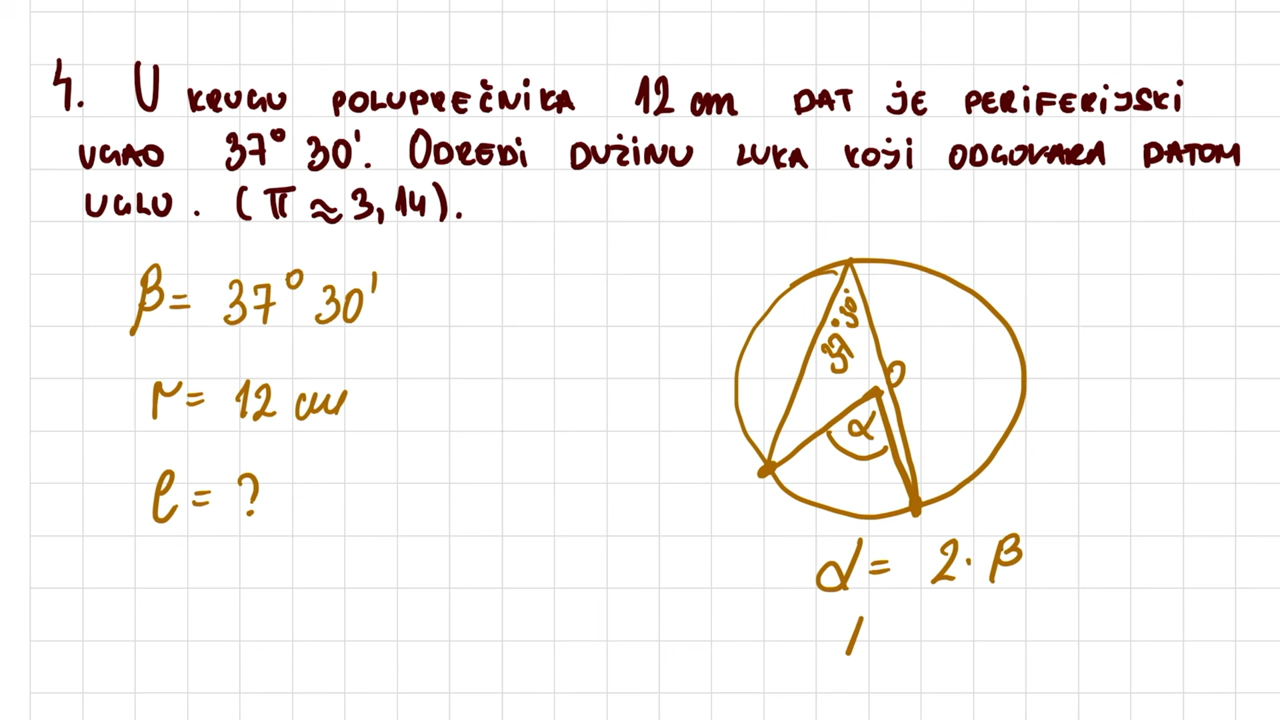 4. U KRUGU POLUPREČNIKA 12 cm DAT JE PERIFERIJSKI
UGAO 37° 30'. ODREDI DUŽINU LUKA KOJI ODGOVARA DATOM
UGLU. (π ≈ 3,14).
β = 37° 30'
r = 12 cm
l = ?
37° 30'
O
α
α = 2 · β